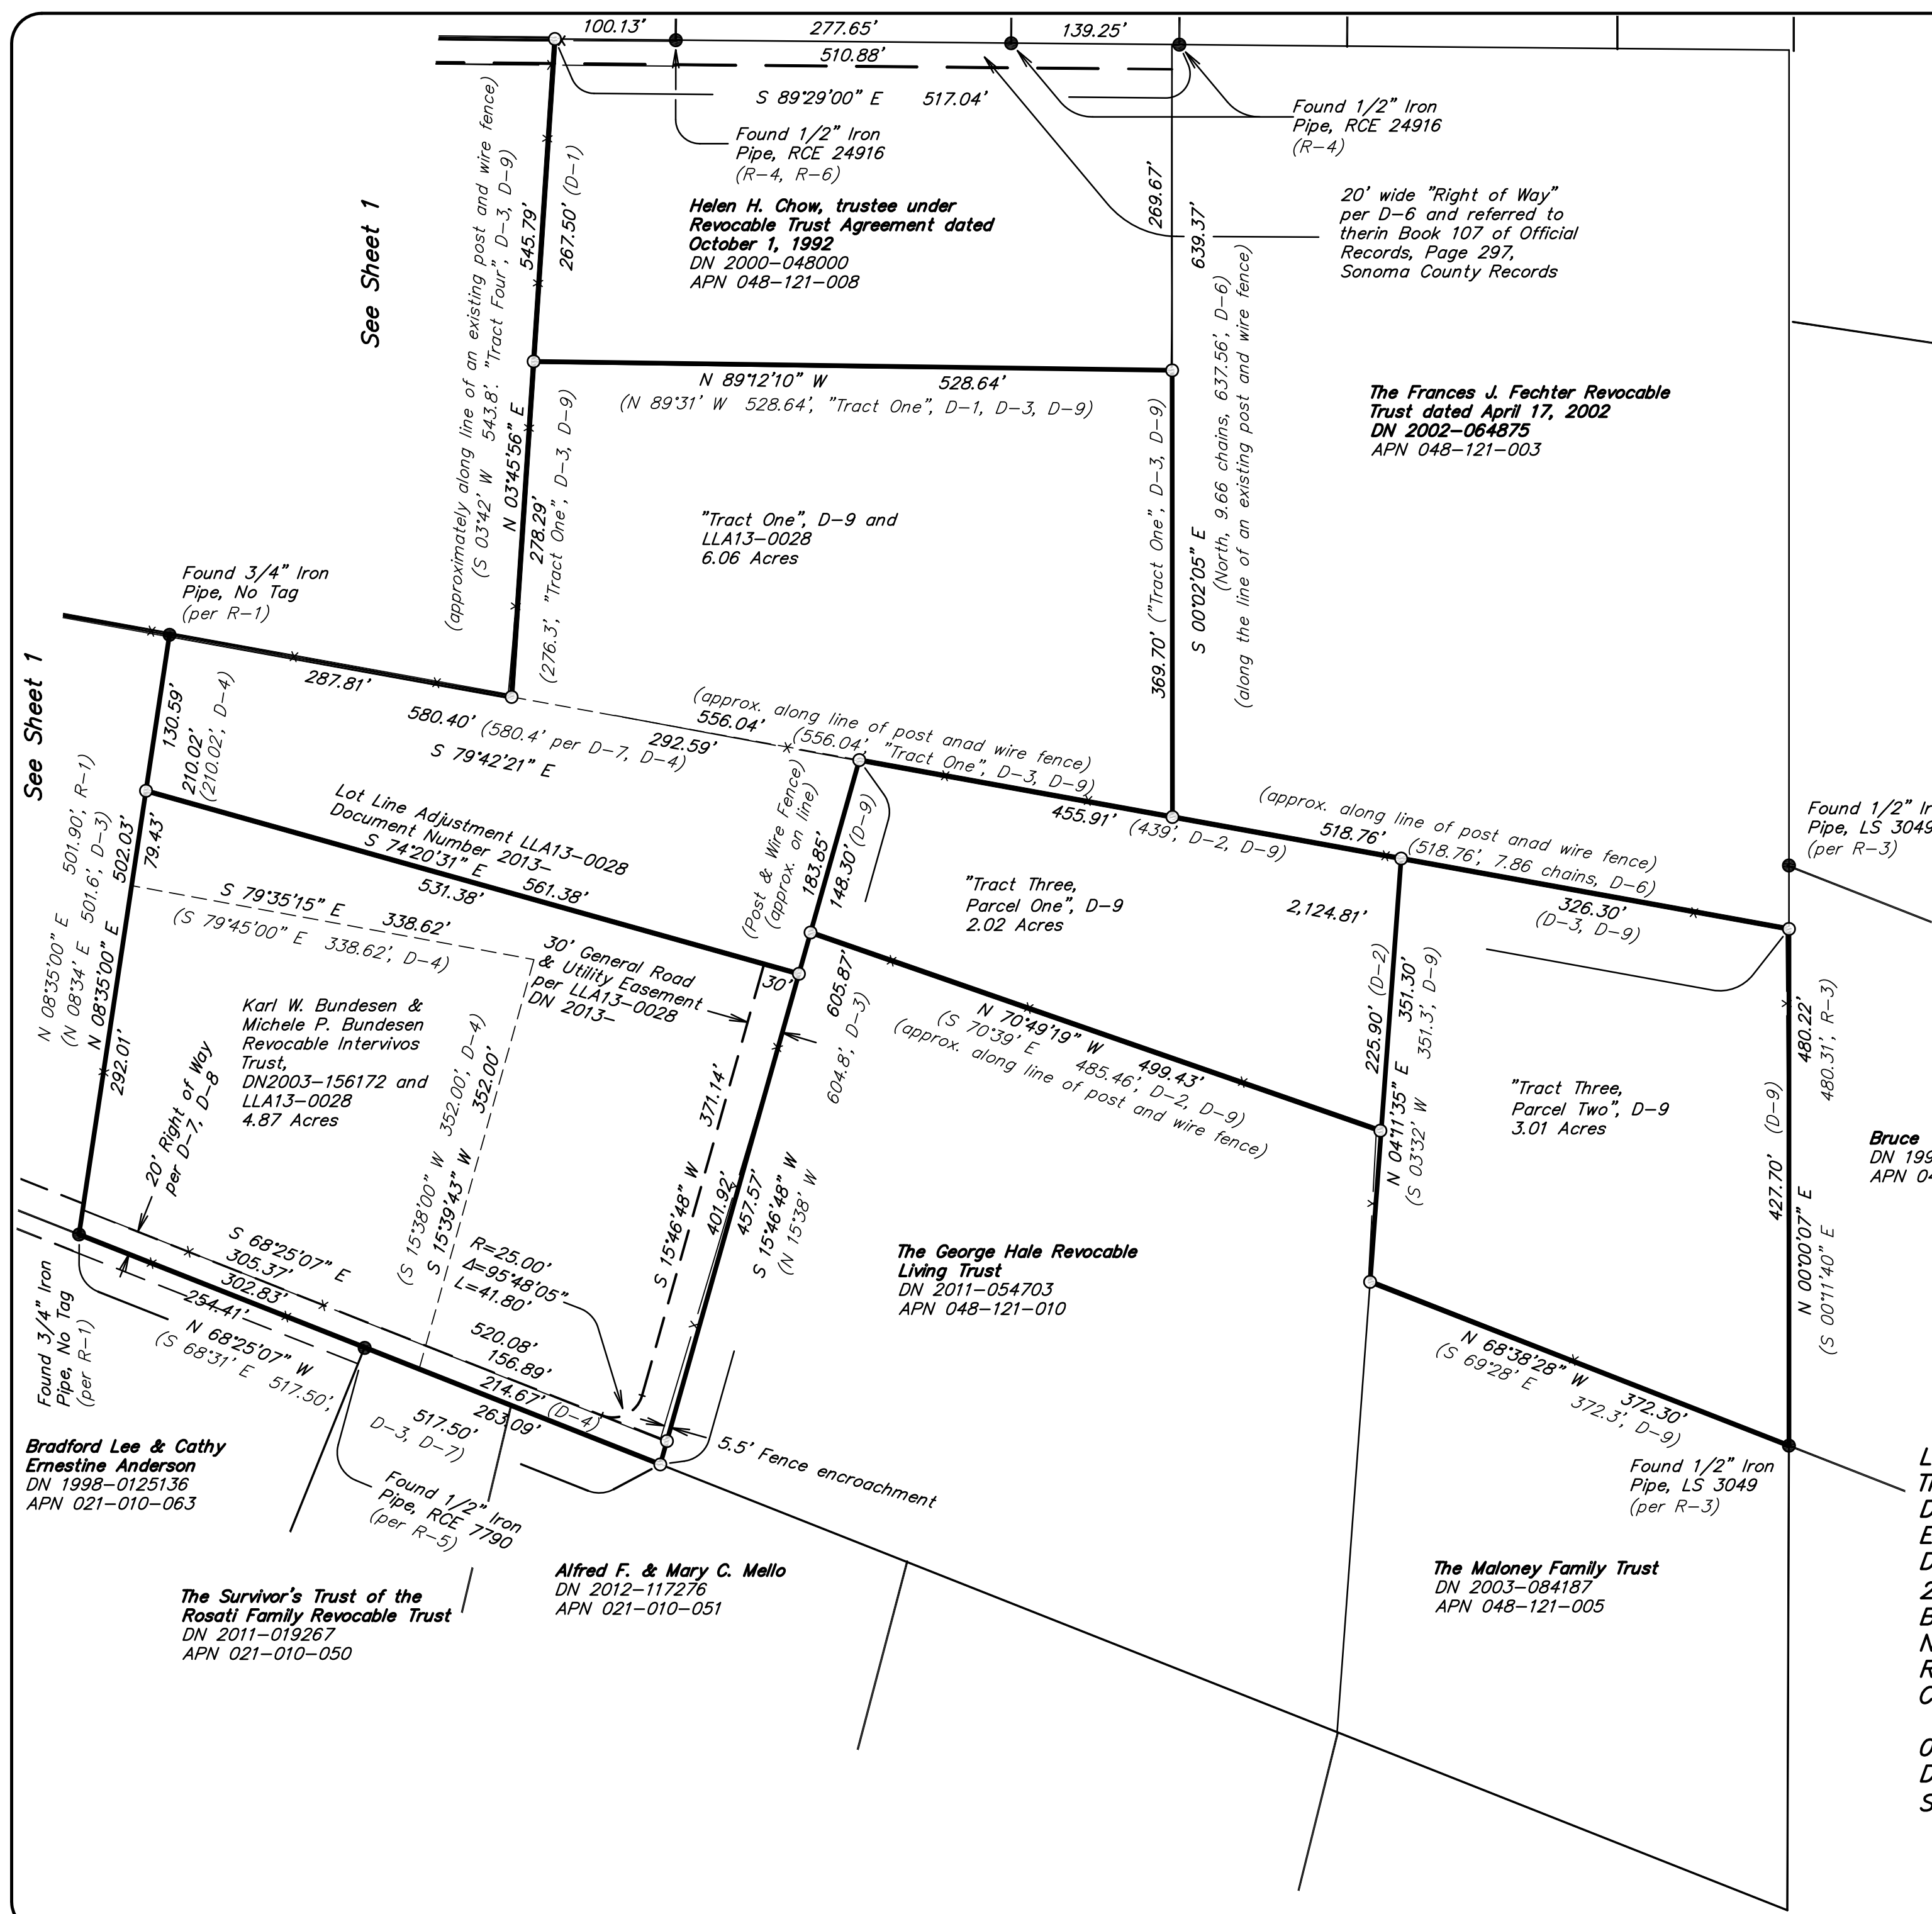 100.13'
277.65'
139.25'
510.88'
S 89°29'00" E 517.04'
Found 1/2" Iron
Pipe, RCE 24916
(R-4, R-6)
Found 1/2" Iron
Pipe, RCE 24916
(R-4)
20' wide "Right of Way"
per D-6 and referred to
therin Book 107 of Official
Records, Page 297,
Sonoma County Records
See Sheet 1
(approximately along line of an existing post and wire fence)
(S 03°42' W 543.8'. "Tract Four", D-3, D-9)
N 03°45'56" E 545.79'
267.50' (D-1)
Helen H. Chow, trustee under
Revocable Trust Agreement dated
October 1, 1992
DN 2000-048000
APN 048-121-008
269.67'
639.37'
S 00°02'05" E
(North, 9.66 chains, 637.56', D-6)
(along the line of an existing post and wire fence)
N 89°12'10" W 528.64'
(N 89°31' W 528.64', "Tract One", D-1, D-3, D-9)
The Frances J. Fechter Revocable
Trust dated April 17, 2002
DN 2002-064875
APN 048-121-003
278.29'
(276.3', "Tract One", D-3, D-9)
"Tract One", D-9 and
LLA13-0028
6.06 Acres
369.70' ("Tract One", D-3, D-9)
Found 3/4" Iron
Pipe, No Tag
(per R-1)
See Sheet 1
287.81'
580.40' (580.4' per D-7, D-4)
S 79°42'21" E
292.59'
(approx. along line of post anad wire fence)
556.04'
(556.04', "Tract One", D-3, D-9)
455.91' (439', D-2, D-9)
(approx. along line of post anad wire fence)
518.76'
(518.76', 7.86 chains, D-6)
326.30'
(D-3, D-9)
Found 1/2"
Pipe, LS 3049
(per R-3)
130.59'
210.02'
(210.02', D-4)
N 08°35'00" E 501.90', R-1)
(N 08°34' E 501.6', D-3)
N 08°35'00" E 502.03'
79.43'
292.01'
Lot Line Adjustment LLA13-0028
Document Number 2013-
S 74°20'31" E 561.38'
531.38'
30'
S 79°35'15" E 338.62'
(S 79°45'00" E 338.62', D-4)
(Post & Wire Fence)
(approx. on line)
183.85'
148.30' (D-9)
"Tract Three,
Parcel One", D-9
2.02 Acres
2,124.81'
30' General Road
& Utility Easement
per LLA13-0028
DN 2013-
605.87'
604.8', D-3)
N 70°49'19" W 499.43'
(S 70°39' E 485.46', D-2, D-9)
(approx. along line of post and wire fence)
225.90' (D-2)
N 04°11'35" E 351.30'
(S 03°32' W 351.3', D-9)
"Tract Three,
Parcel Two", D-9
3.01 Acres
427.70' (D-9)
N 00°00'07" E 480.22'
(S 00°11'40" E 480.31', R-3)
Bruce
Karl W. Bundesen &
Michele P. Bundesen
Revocable Intervivos
Trust,
DN2003-156172 and
LLA13-0028
4.87 Acres
20' Right of Way
per D-7, D-8
(S 15°38'00" W 352.00', D-4)
S 15°39'43" W 352.00'
S 15°46'48" W 371.14'
401.92'
457.57'
S 15°46'48" W
(N 15°38' W
R=25.00'
Δ=95°48'05"
L=41.80'
S 68°25'07" E
305.37'
302.83'
254.41'
N 68°25'07" W
(S 68°31' E 517.50',
D-3, D-7)
520.08'
156.89'
214.67' (D-4)
263.09'
517.50'
5.5' Fence encroachment
The George Hale Revocable
Living Trust
DN 2011-054703
APN 048-121-010
N 68°38'28" W 372.30'
(S 69°28' E 372.3', D-9)
Found 1/2" Iron
Pipe, LS 3049
(per R-3)
Found 3/4" Iron
Pipe, No Tag
(per R-1)
Bradford Lee & Cathy
Ernestine Anderson
DN 1998-0125136
APN 021-010-063
Found 1/2" Iron
Pipe, RCE 7790
(per R-5)
The Survivor's Trust of the
Rosati Family Revocable Trust
DN 2011-019267
APN 021-010-050
Alfred F. & Mary C. Mello
DN 2012-117276
APN 021-010-051
The Maloney Family Trust
DN 2003-084187
APN 048-121-005